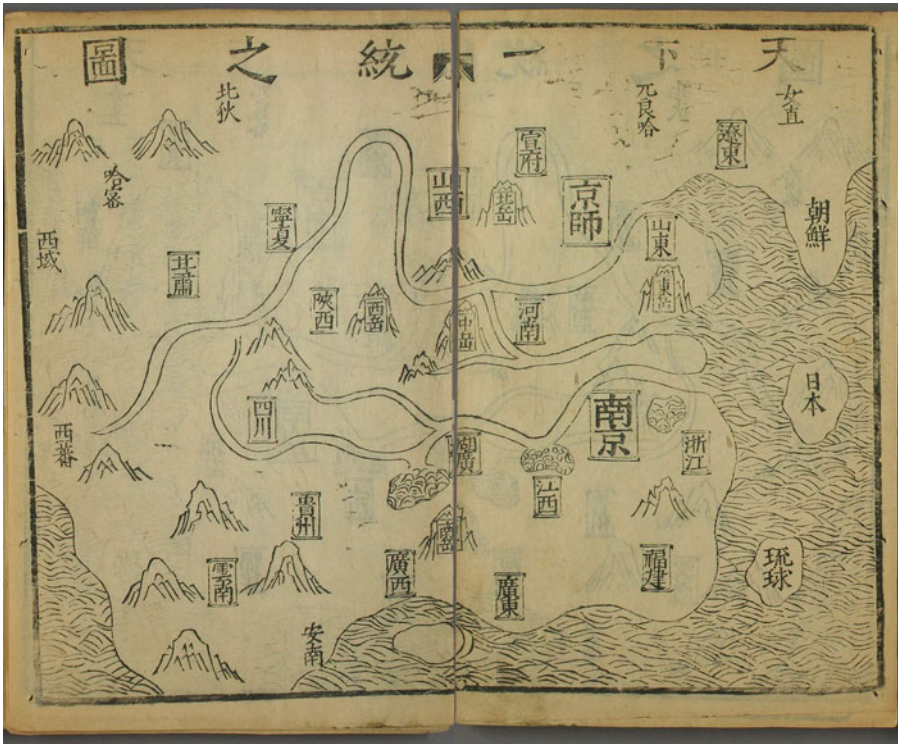 天下一統之圖
女直
兀良哈
遼東
朝鮮
宣府
京師
北岳
山東
東岳
河南
中岳
日本
南京
浙江
江西
湖廣
福建
琉球
廣東
北狄
山西
哈密
寧夏
西域
陝西
西岳
四川
西蕃
貴州
南岳
雲南
廣西
安南